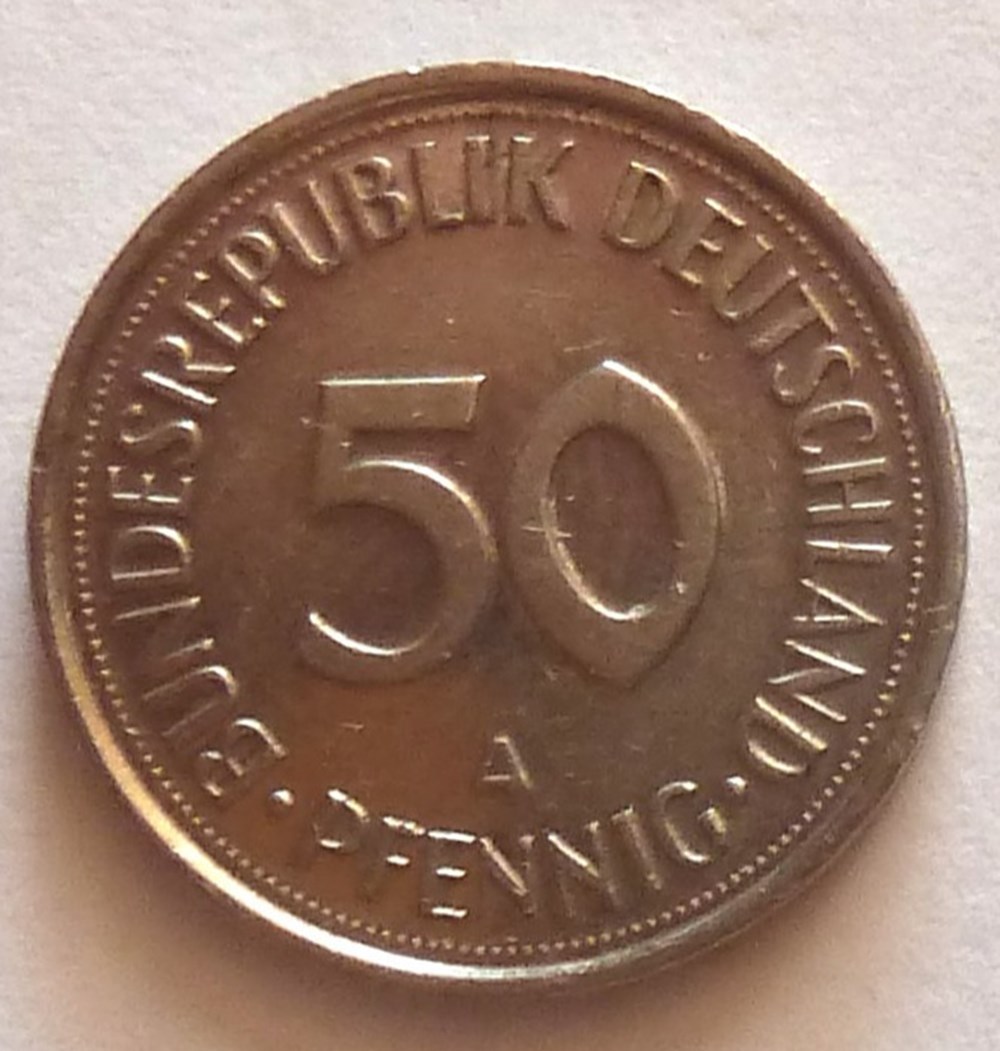 BUNDESREPUBLIK DEUTSCHLAND
50
A
· PFENNIG ·